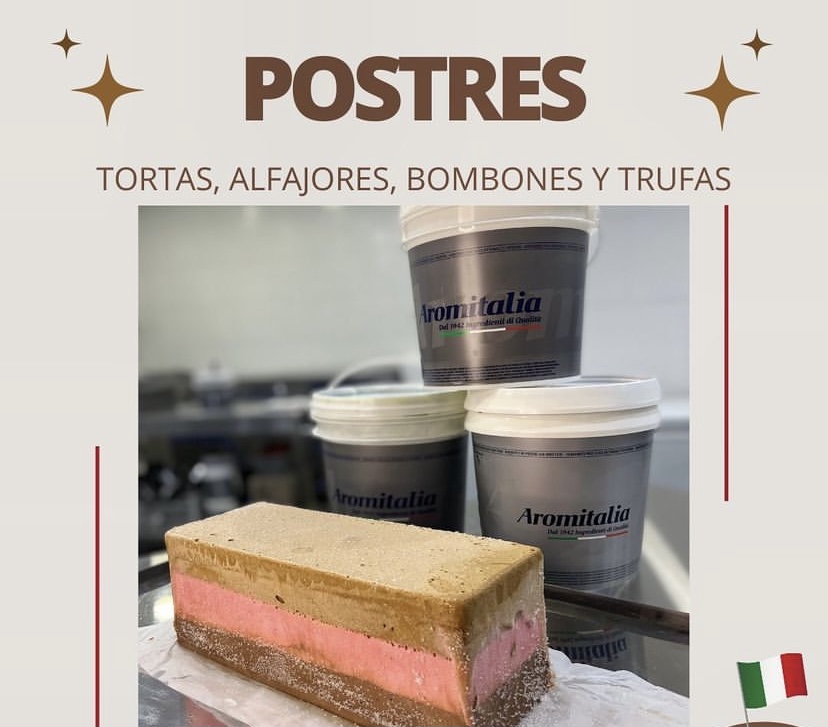 POSTRES
TORTAS, ALFAJORES, BOMBONES Y TRUFAS
Aromitalia
Dal 1942 Ingredienti di Qualità
Aromitalia
Aromitalia
Dal 1942 Ingredienti di Qualità